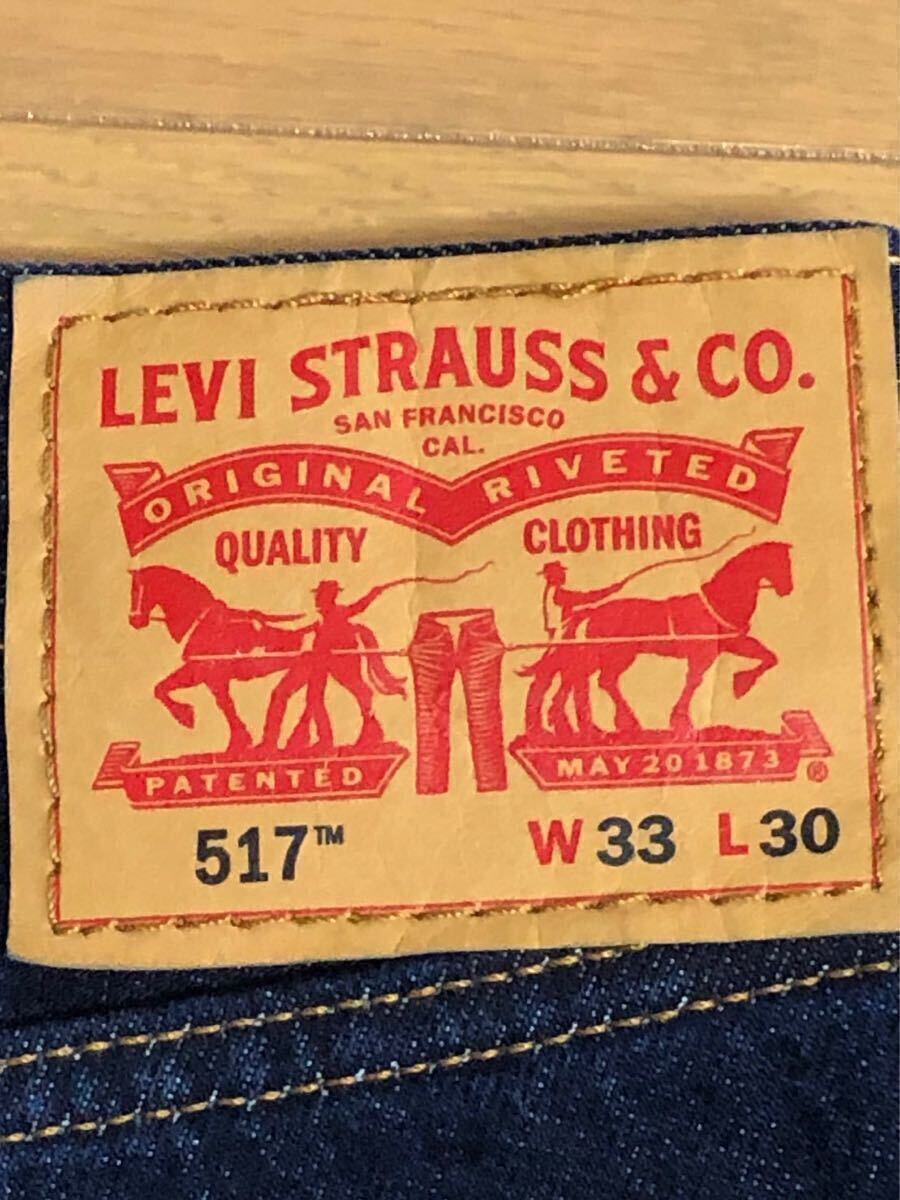 LEVI STRAUSS & CO.
SAN FRANCISCO
CAL.
ORIGINAL RIVETED
QUALITY CLOTHING
PATENTED MAY 20 1873 ®
517™ W 33 L 30